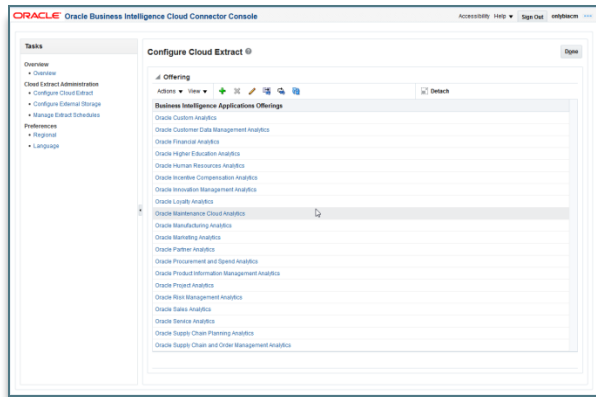 ORACLE Oracle Business Intelligence Cloud Connector Console
Accessibility Help Sign Out onlybiacm
Tasks
Overview
Overview
Cloud Extract Administration
Configure Cloud Extract
Configure External Storage
Manage Extract Schedules
Preferences
Regional
Language
Configure Cloud Extract
Done
Offering
Actions View Detach
Business Intelligence Applications Offerings
Oracle Custom Analytics
Oracle Customer Data Management Analytics
Oracle Financial Analytics
Oracle Higher Education Analytics
Oracle Human Resources Analytics
Oracle Incentive Compensation Analytics
Oracle Innovation Management Analytics
Oracle Loyalty Analytics
Oracle Maintenance Cloud Analytics
Oracle Manufacturing Analytics
Oracle Marketing Analytics
Oracle Partner Analytics
Oracle Procurement and Spend Analytics
Oracle Product Information Management Analytics
Oracle Project Analytics
Oracle Risk Management Analytics
Oracle Sales Analytics
Oracle Service Analytics
Oracle Supply Chain Planning Analytics
Oracle Supply Chain and Order Management Analytics